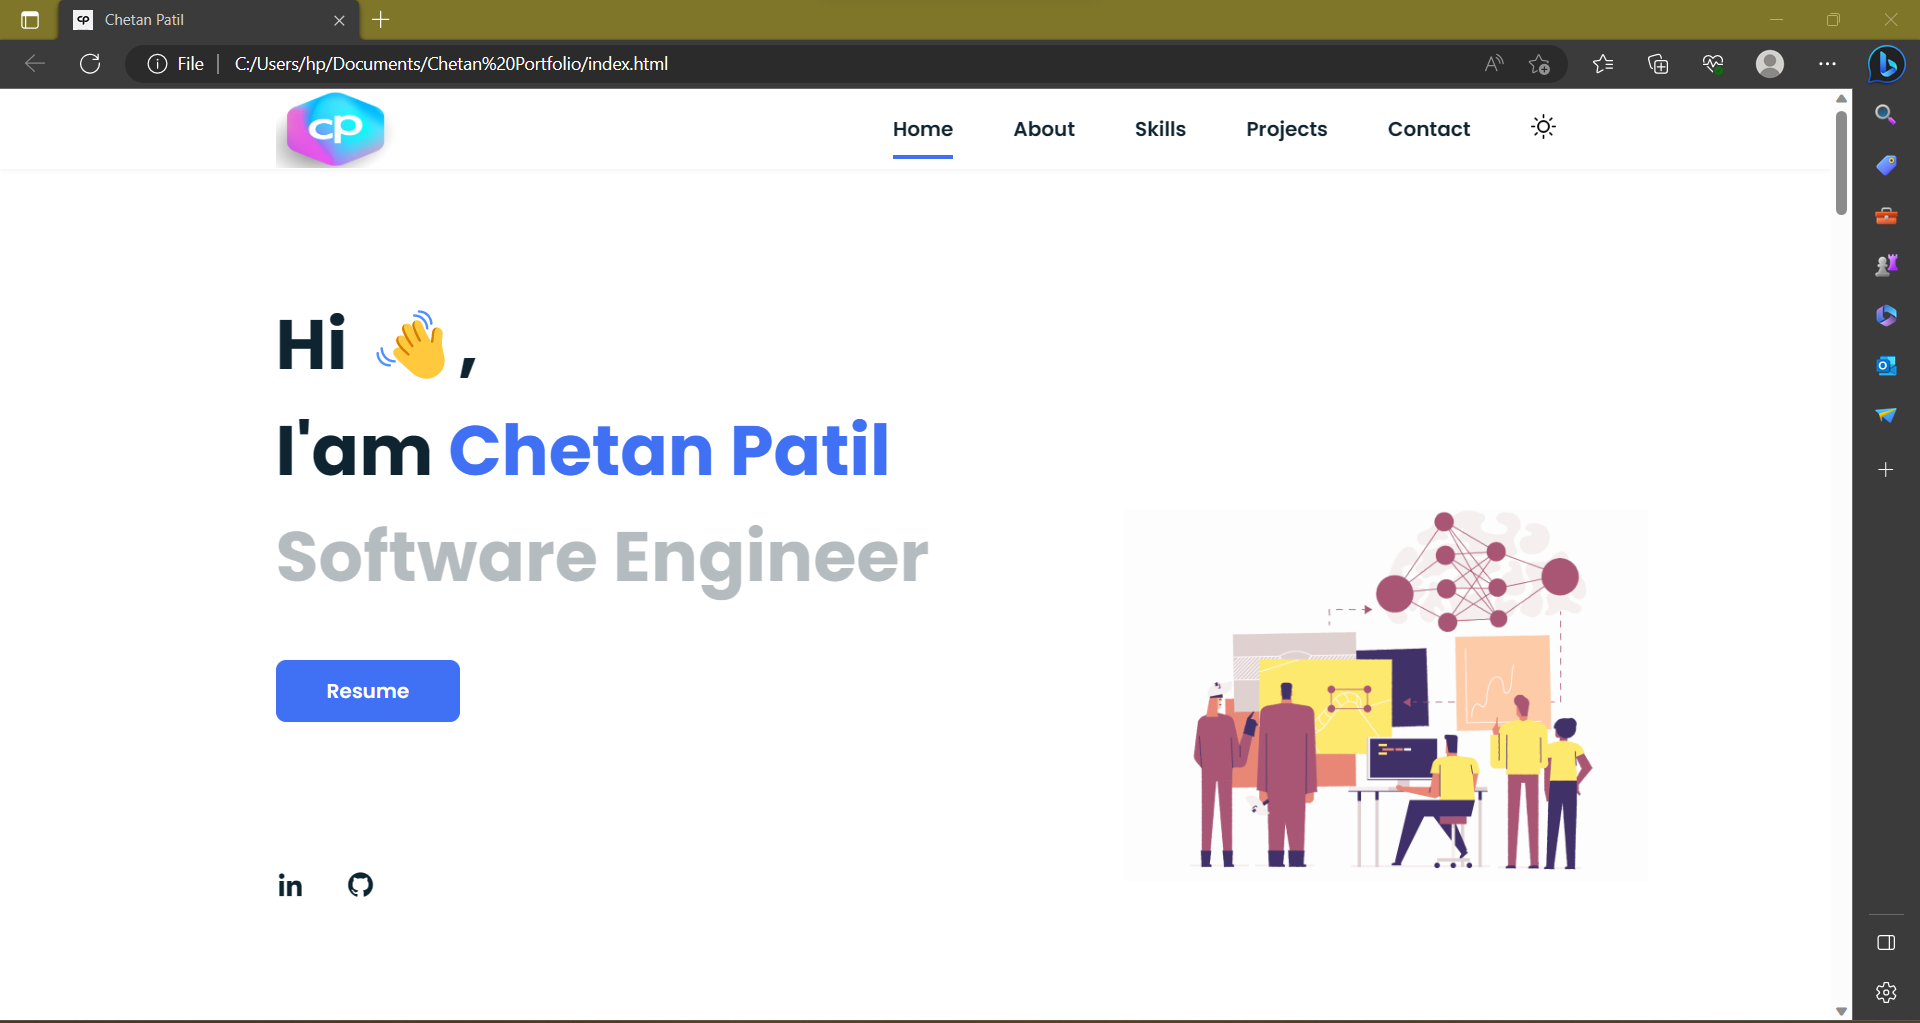 Chetan Patil
File
C:/Users/hp/Documents/Chetan%20Portfolio/index.html
cp
Home About Skills Projects Contact
Hi 👋,
I'am Chetan Patil
Software Engineer
Resume
in